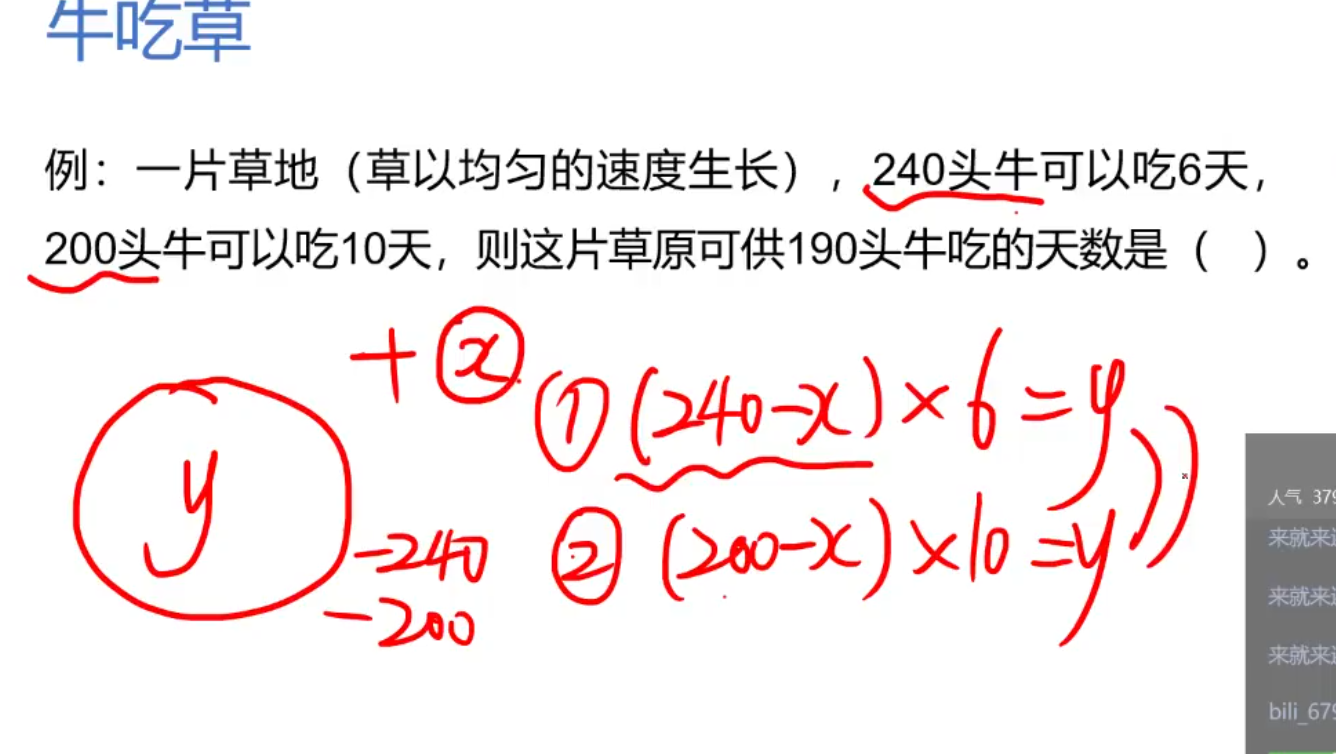 牛吃草
例：一片草地（草以均匀的速度生长），240头牛可以吃6天，
200头牛可以吃10天，则这片草原可供190头牛吃的天数是（ ）。
+ x
① (240-x)×6=y
y
-240
② (200-x)×10=y
-200
人气 379
来就来
来就来
来就来
bili_679